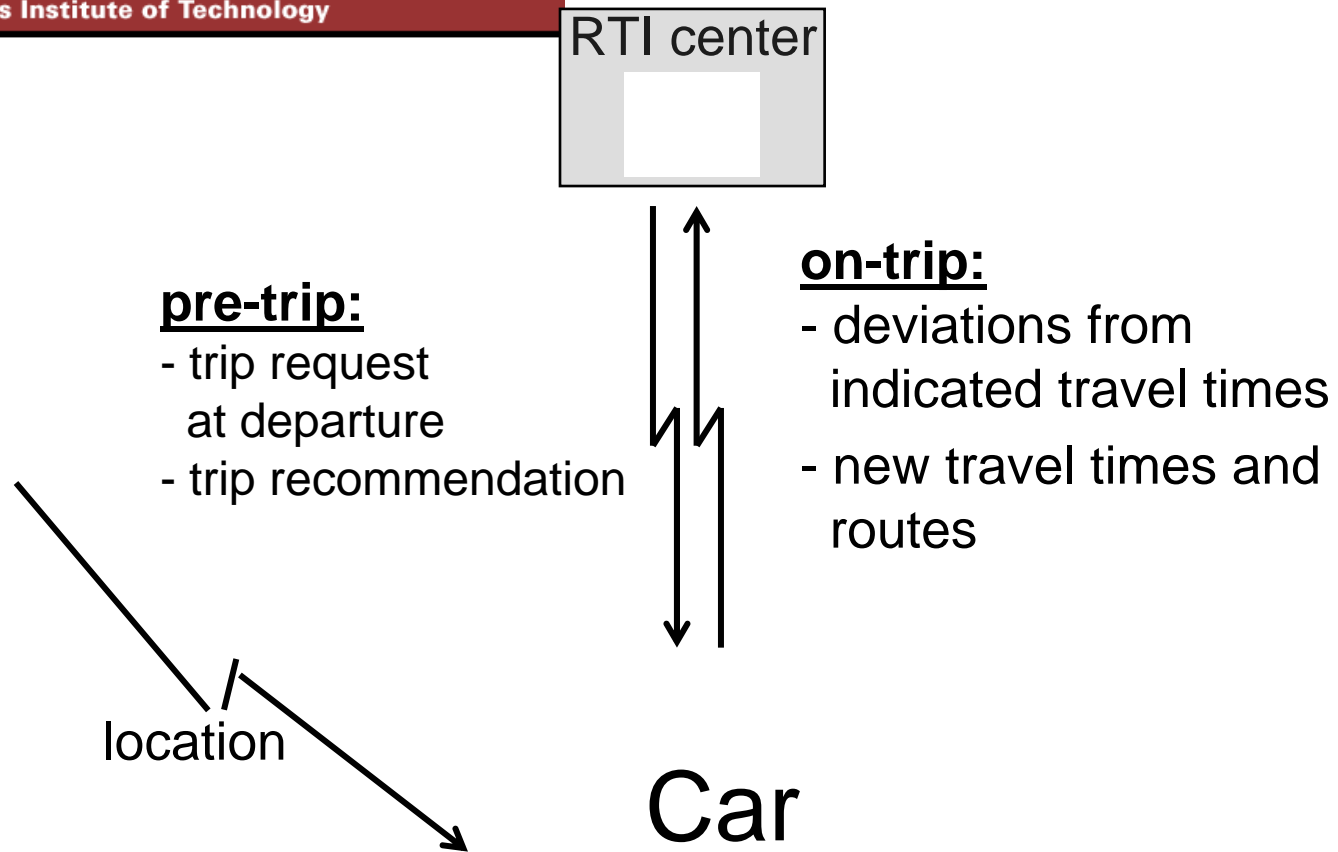 s Institute of Technology
RTI center
pre-trip:
- trip request
at departure
- trip recommendation
on-trip:
- deviations from
indicated travel times
- new travel times and
routes
location
Car